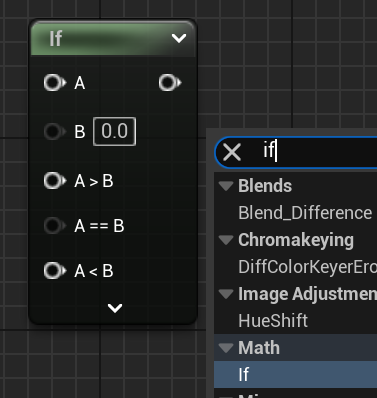 If
A
B 0.0
A > B
A == B
A < B
if
Blends
Blend_Difference
Chromakeying
DiffColorKeyerEro
Image Adjustmen
HueShift
Math
If